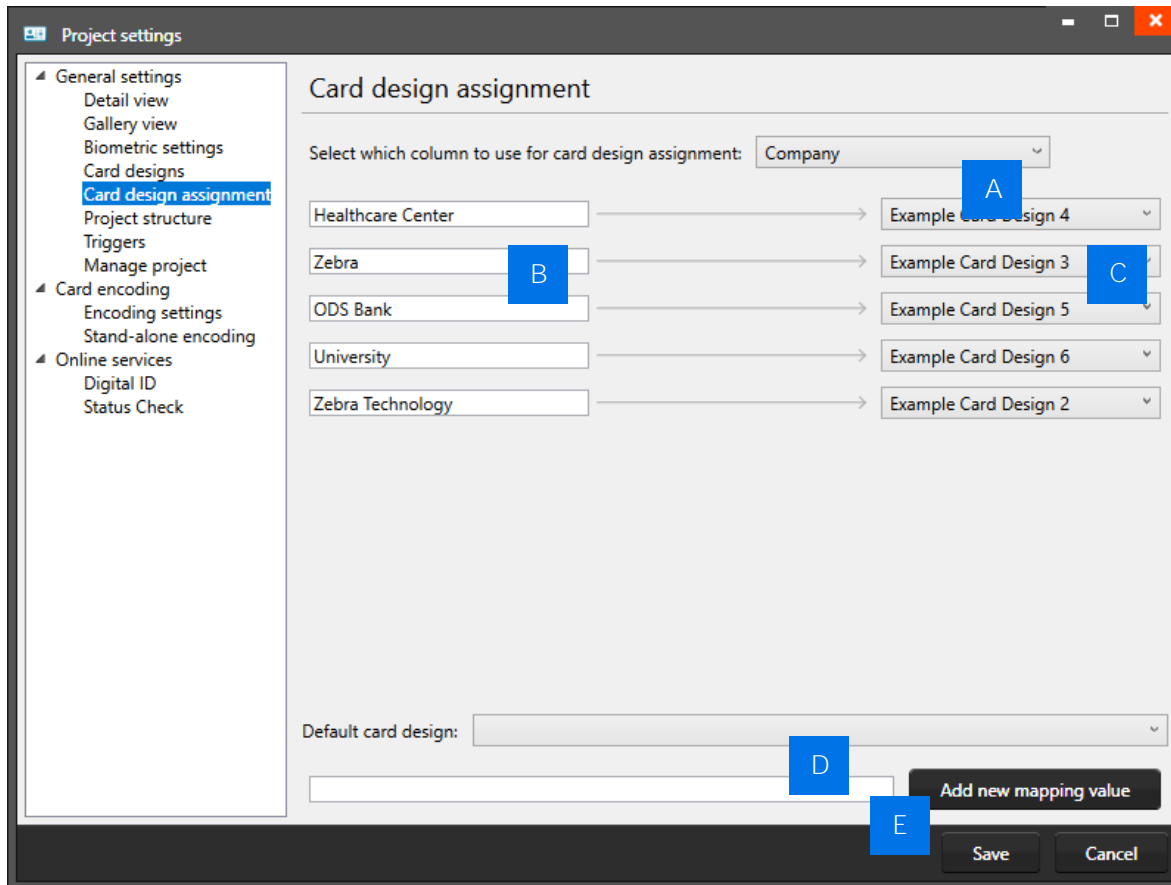 Project settings
General settings
Detail view
Gallery view
Biometric settings
Card designs
Card design assignment
Project structure
Triggers
Manage project
Card encoding
Encoding settings
Stand-alone encoding
Online services
Digital ID
Status Check
Card design assignment
Select which column to use for card design assignment: Company
A
Healthcare Center Example Card Design 4
Zebra Example Card Design 3
B C
ODS Bank Example Card Design 5
University Example Card Design 6
Zebra Technology Example Card Design 2
Default card design:
D
Add new mapping value
E
Save Cancel